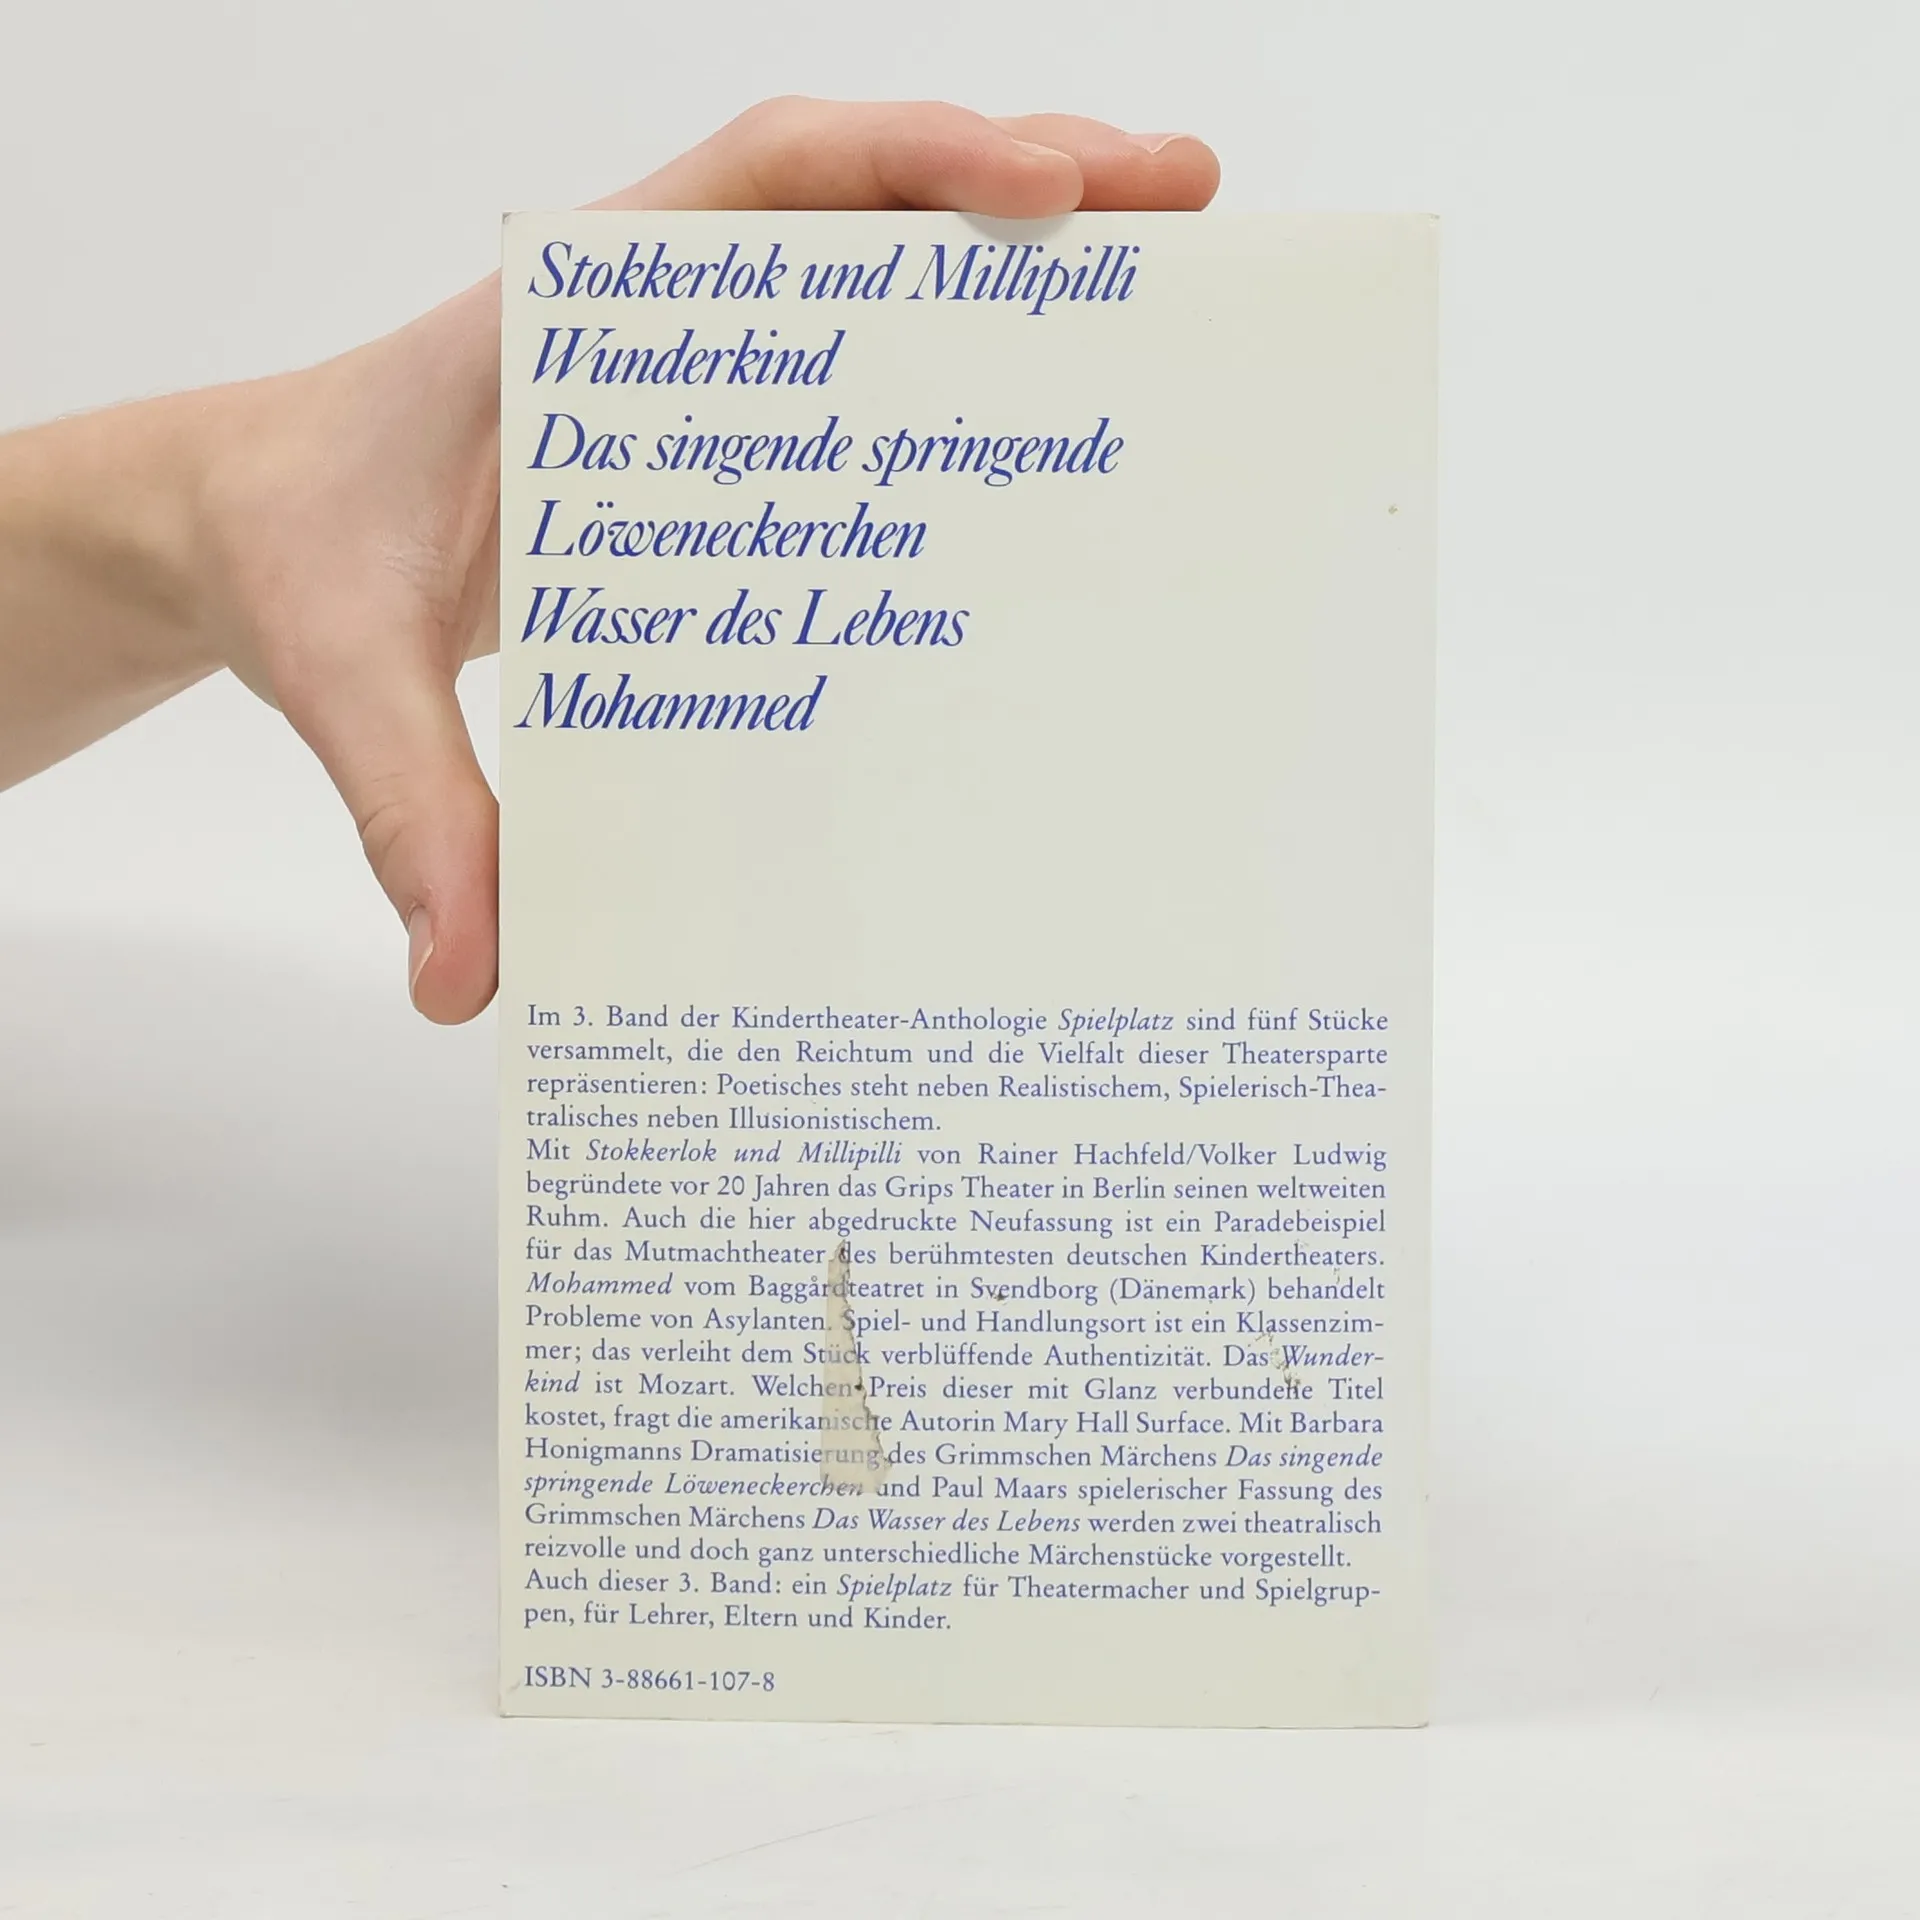 Stokkerlok und Millipilli
Wunderkind
Das singende springende
Löweneckerchen
Wasser des Lebens
Mohammed
Im 3. Band der Kindertheater-Anthologie Spielplatz sind fünf Stücke
versammelt, die den Reichtum und die Vielfalt dieser Theatersparte
repräsentieren: Poetisches steht neben Realistischem, Spielerisch-Thea-
tralisches neben Illusionistischem.
Mit Stokkerlok und Millipilli von Rainer Hachfeld/Volker Ludwig
begründete vor 20 Jahren das Grips Theater in Berlin seinen weltweiten
Ruhm. Auch die hier abgedruckte Neufassung ist ein Paradebeispiel
für das Mutmachtheater des berühmtesten deutschen Kindertheaters.
Mohammed vom Baggårdteatret in Svendborg (Dänemark) behandelt
Probleme von Asylanten. Spiel- und Handlungsort ist ein Klassenzim-
mer; das verleiht dem Stück verblüffende Authentizität. Das Wunder-
kind ist Mozart. Welchen Preis dieser mit Glanz verbundene Titel
kostet, fragt die amerikanische Autorin Mary Hall Surface. Mit Barbara
Honigmanns Dramatisierung des Grimmschen Märchens Das singende
springende Löweneckerchen und Paul Maars spielerischer Fassung des
Grimmschen Märchens Das Wasser des Lebens werden zwei theatralisch
reizvolle und doch ganz unterschiedliche Märchenstücke vorgestellt.
Auch dieser 3. Band: ein Spielplatz für Theatermacher und Spielgrup-
pen, für Lehrer, Eltern und Kinder.
ISBN 3-88661-107-8